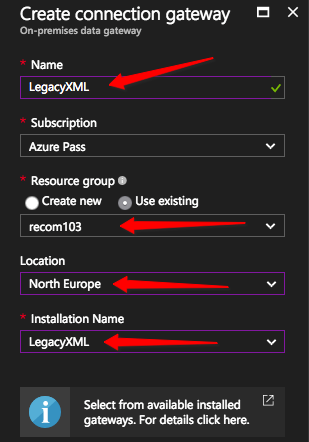 Create connection gateway
On-premises data gateway
* Name
LegacyXML
* Subscription
Azure Pass
* Resource group
Create new Use existing
recom103
Location
North Europe
* Installation Name
LegacyXML
Select from available installed
gateways. For details click here.